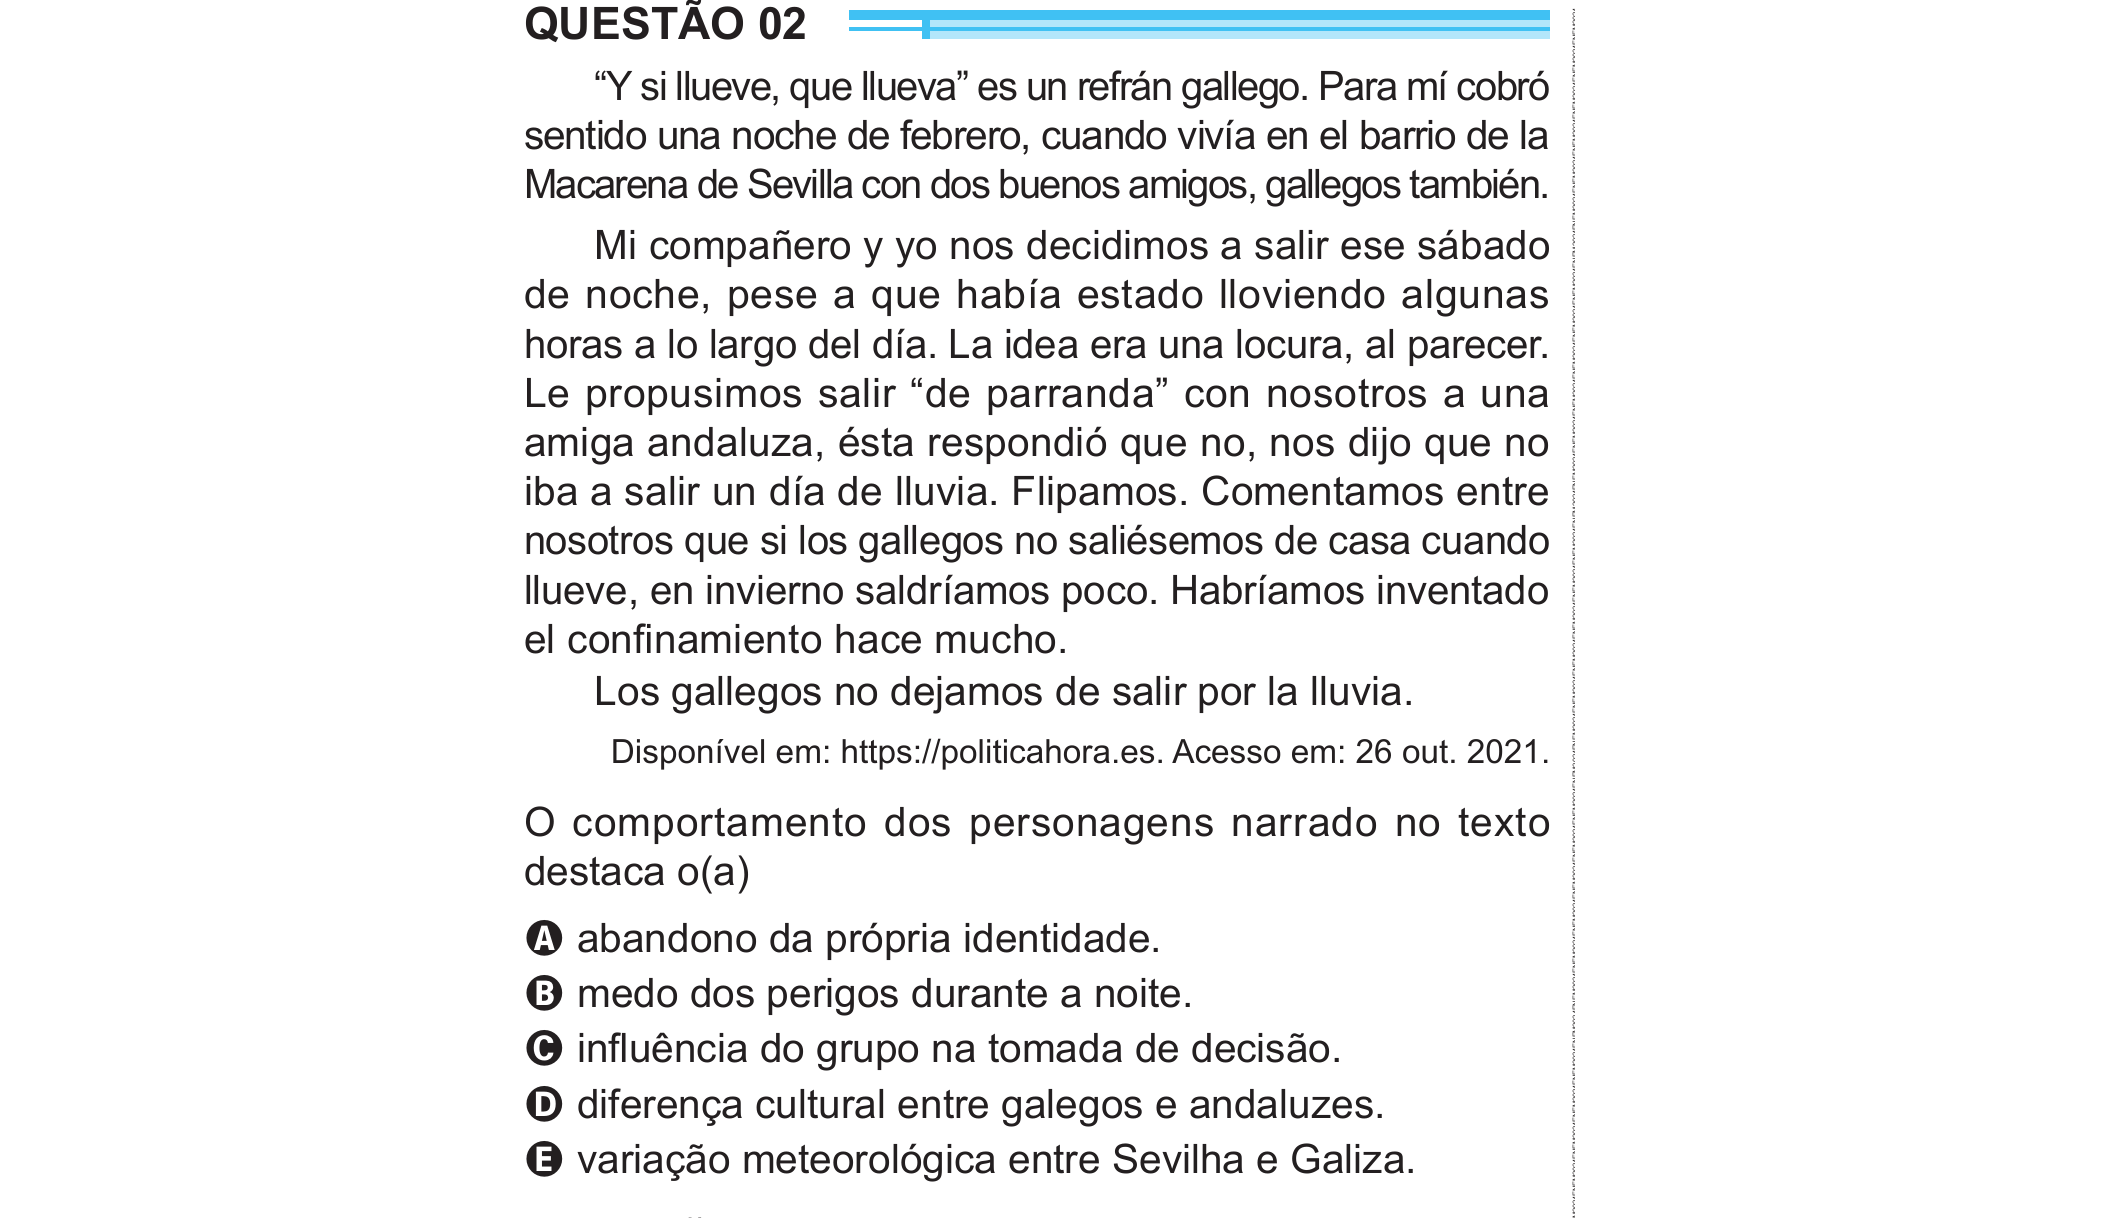 QUESTÃO 02
“Y si llueve, que llueva” es un refrán gallego. Para mí cobró
sentido una noche de febrero, cuando vivía en el barrio de la
Macarena de Sevilla con dos buenos amigos, gallegos también.
Mi compañero y yo nos decidimos a salir ese sábado
de noche, pese a que había estado lloviendo algunas
horas a lo largo del día. La idea era una locura, al parecer.
Le propusimos salir “de parranda” con nosotros a una
amiga andaluza, ésta respondió que no, nos dijo que no
iba a salir un día de lluvia. Flipamos. Comentamos entre
nosotros que si los gallegos no saliésemos de casa cuando
llueve, en invierno saldríamos poco. Habríamos inventado
el confinamiento hace mucho.
Los gallegos no dejamos de salir por la lluvia.
Disponível em: https://politicahora.es. Acesso em: 26 out. 2021.
O comportamento dos personagens narrado no texto
destaca o(a)
A abandono da própria identidade.
B medo dos perigos durante a noite.
C influência do grupo na tomada de decisão.
D diferença cultural entre galegos e andaluzes.
E variação meteorológica entre Sevilha e Galiza.